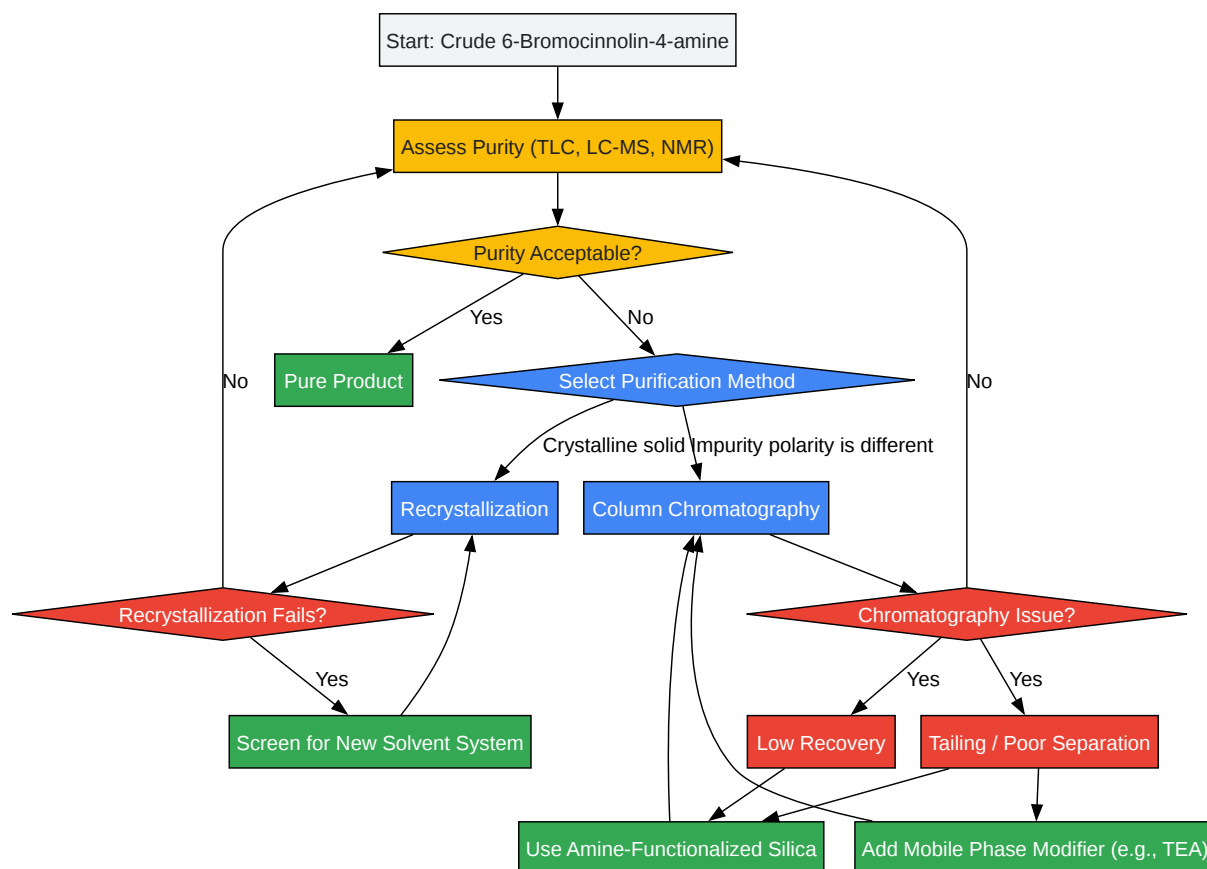 Start: Crude 6-Bromocinnolin-4-amine
Assess Purity (TLC, LC-MS, NMR)
Purity Acceptable?
Yes
No
Pure Product
Select Purification Method
No
No
Crystalline solid
Impurity polarity is different
Recrystallization
Column Chromatography
Recrystallization Fails?
Chromatography Issue?
Yes
Yes
Yes
Screen for New Solvent System
Low Recovery
Tailing / Poor Separation
Use Amine-Functionalized Silica
Add Mobile Phase Modifier (e.g., TEA)